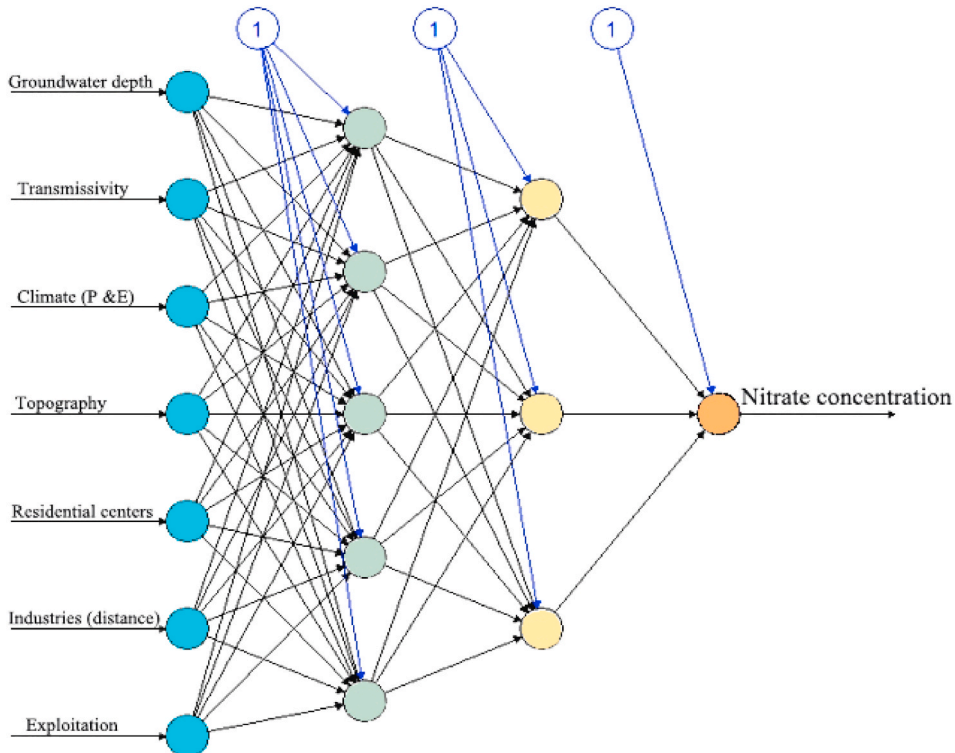 1
1
1
Groundwater depth
Transmissivity
Climate (P &E)
Topography
Nitrate concentration
Residential centers
Industries (distance)
Exploitation